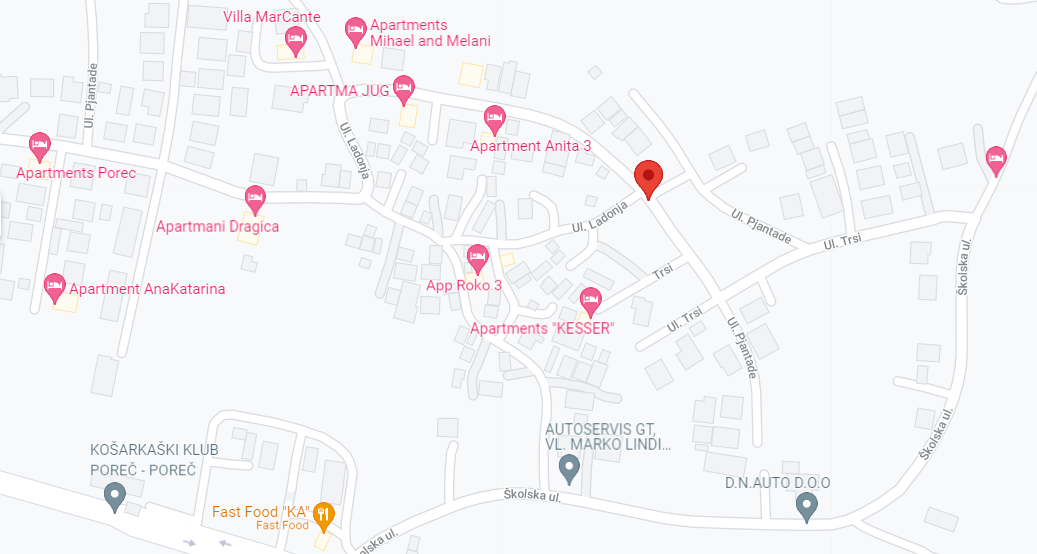 Villa MarCante
Apartments
Mihael and Melani
Ul. Pjantade
APARTMA JUG
Ul. Ladonja
Apartment Anita 3
Apartments Porec
Apartmani Dragica
Ul. Ladonja
Ul. Pjantade
Ul. Trsi
Školska ul.
Trsi
App Roko 3
Apartment AnaKatarina
Apartments "KESSER"
Ul. Trsi
Ul. Pjantade
Školska ul.
AUTOSERVIS GT,
VL. MARKO LINDI...
KOŠARKAŠKI KLUB
POREČ - POREČ
D.N.AUTO D.O.O
Školska ul.
Fast Food "KA"
Fast Food
olska ul.